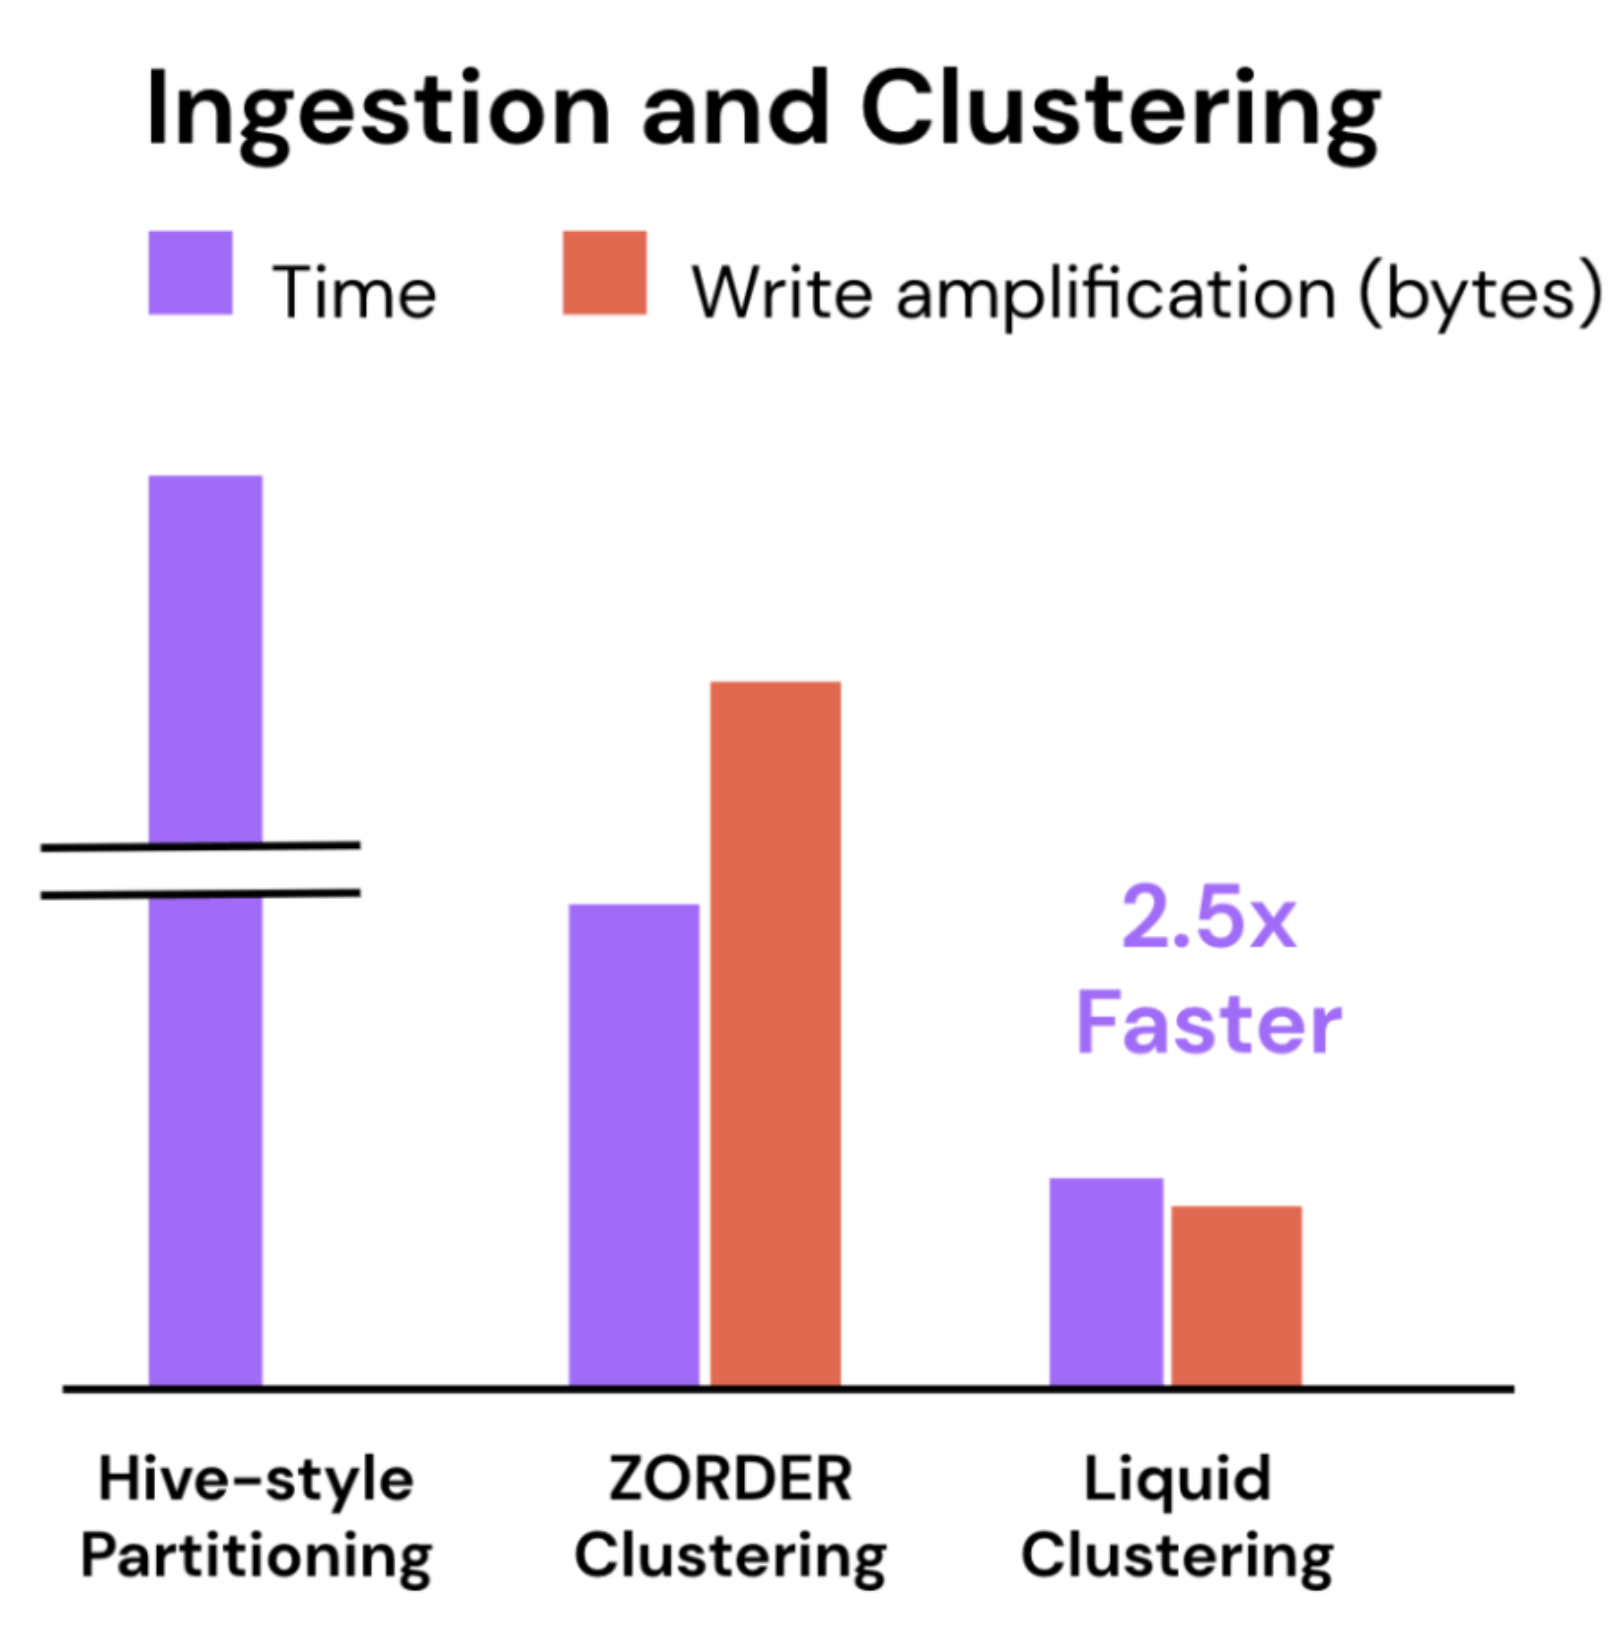 Ingestion and Clustering
Time
Write amplification (bytes)
2.5x
Faster
Hive-style
Partitioning
ZORDER
Clustering
Liquid
Clustering